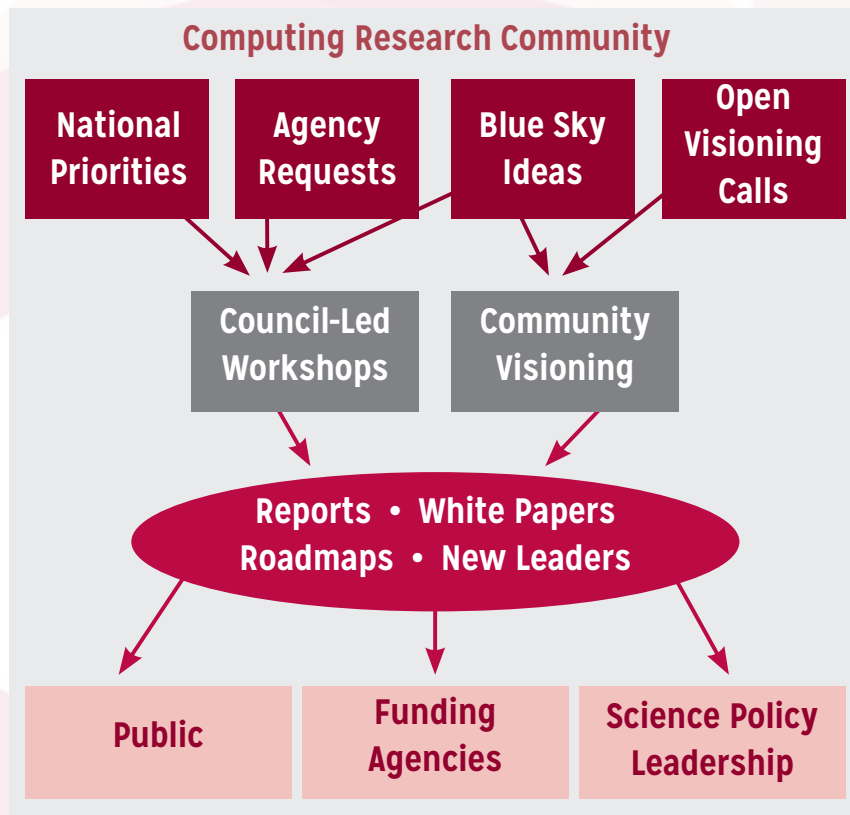 Computing Research Community
National
Priorities
Agency
Requests
Blue Sky
Ideas
Open
Visioning
Calls
Council-Led
Workshops
Community
Visioning
Reports • White Papers
Roadmaps • New Leaders
Public
Funding
Agencies
Science Policy
Leadership